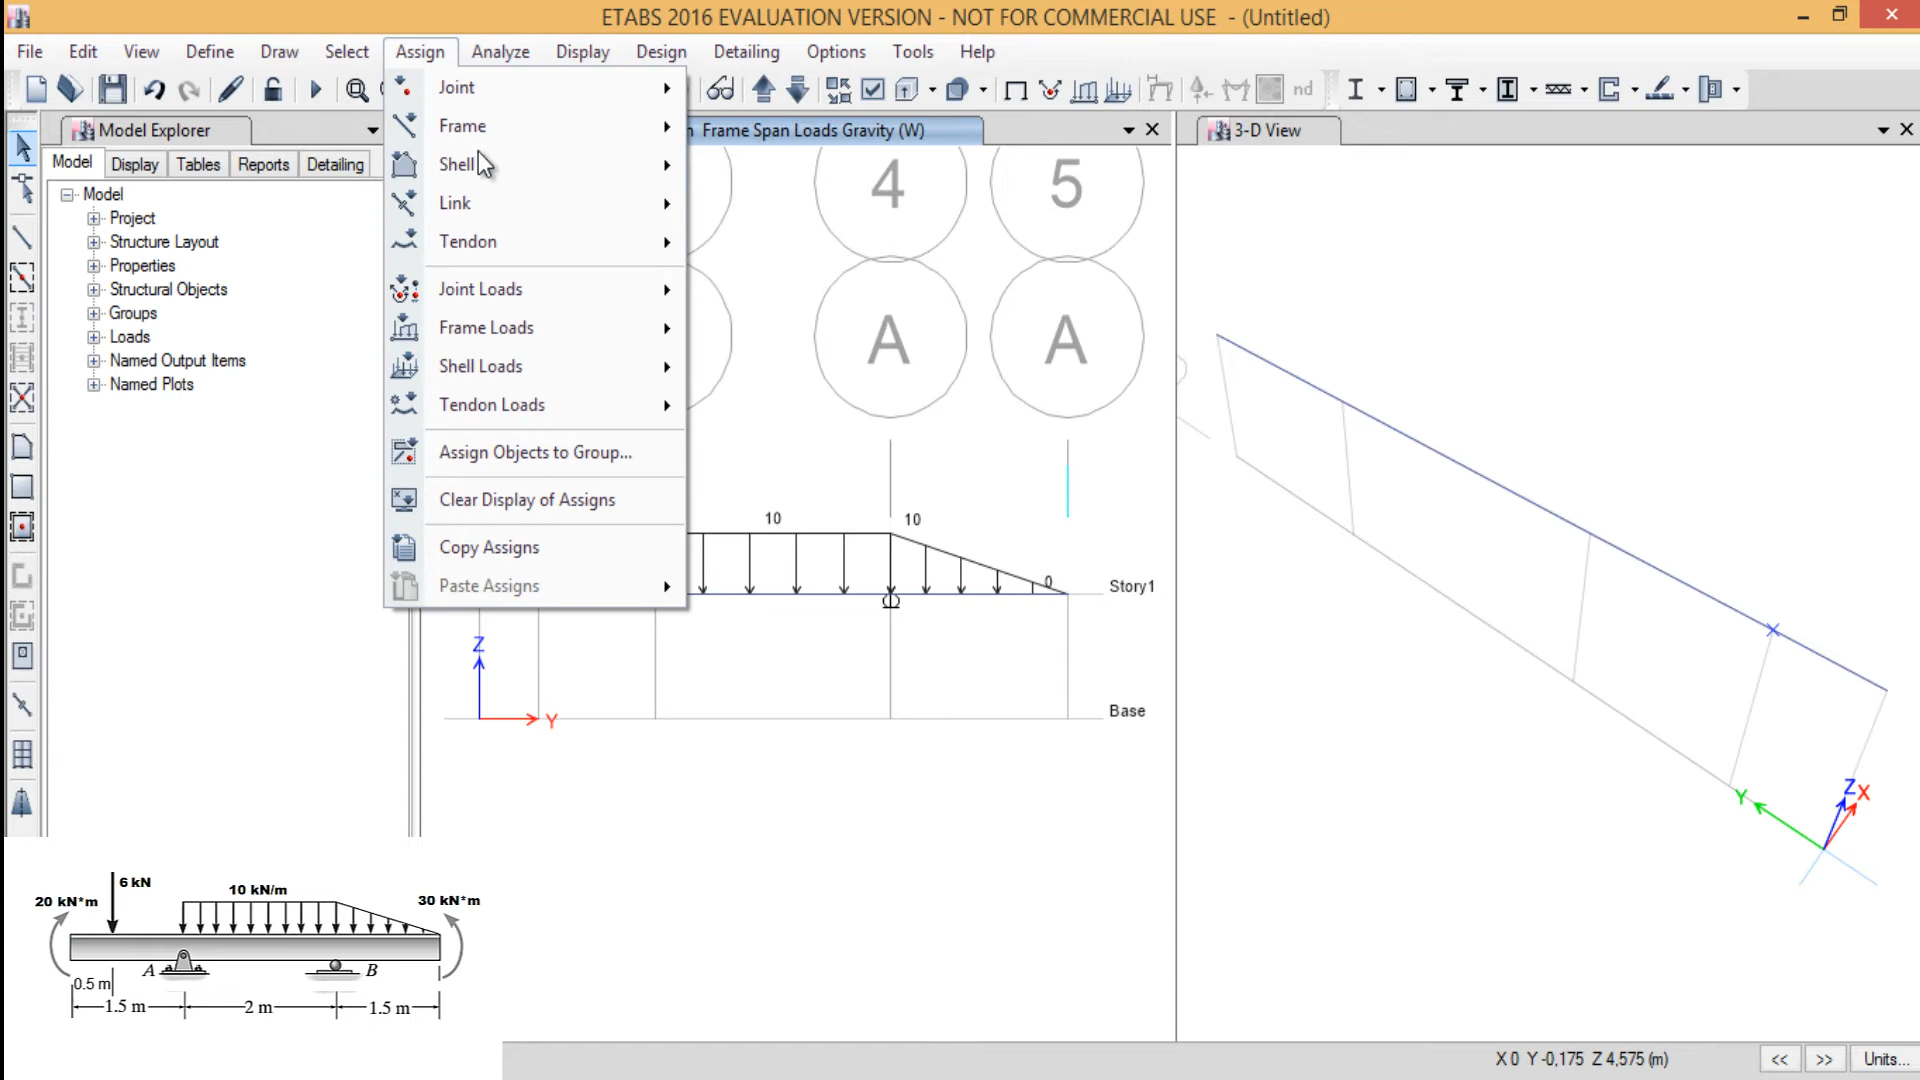 ETABS 2016 EVALUATION VERSION - NOT FOR COMMERCIAL USE - (Untitled)
File Edit View Define Draw Select Assign Analyze Display Design Detailing Options Tools Help
nd
Model Explorer
Frame Span Loads Gravity (W)
3-D View
Model Display Tables Reports Detailing
Model
Project
Structure Layout
Properties
Structural Objects
Groups
Loads
Named Output Items
Named Plots
Joint
Frame
Shell
Link
Tendon
Joint Loads
Frame Loads
Shell Loads
Tendon Loads
Assign Objects to Group...
Clear Display of Assigns
Copy Assigns
Paste Assigns
4 5
A A
10 10
0
Story1
Z
Y
Base
Z X
Y
6 kN
20 kN*m
10 kN/m
30 kN*m
A B
0.5 m
1.5 m 2 m 1.5 m
X 0 Y -0,175 Z 4,575 (m)
<< >> Units...